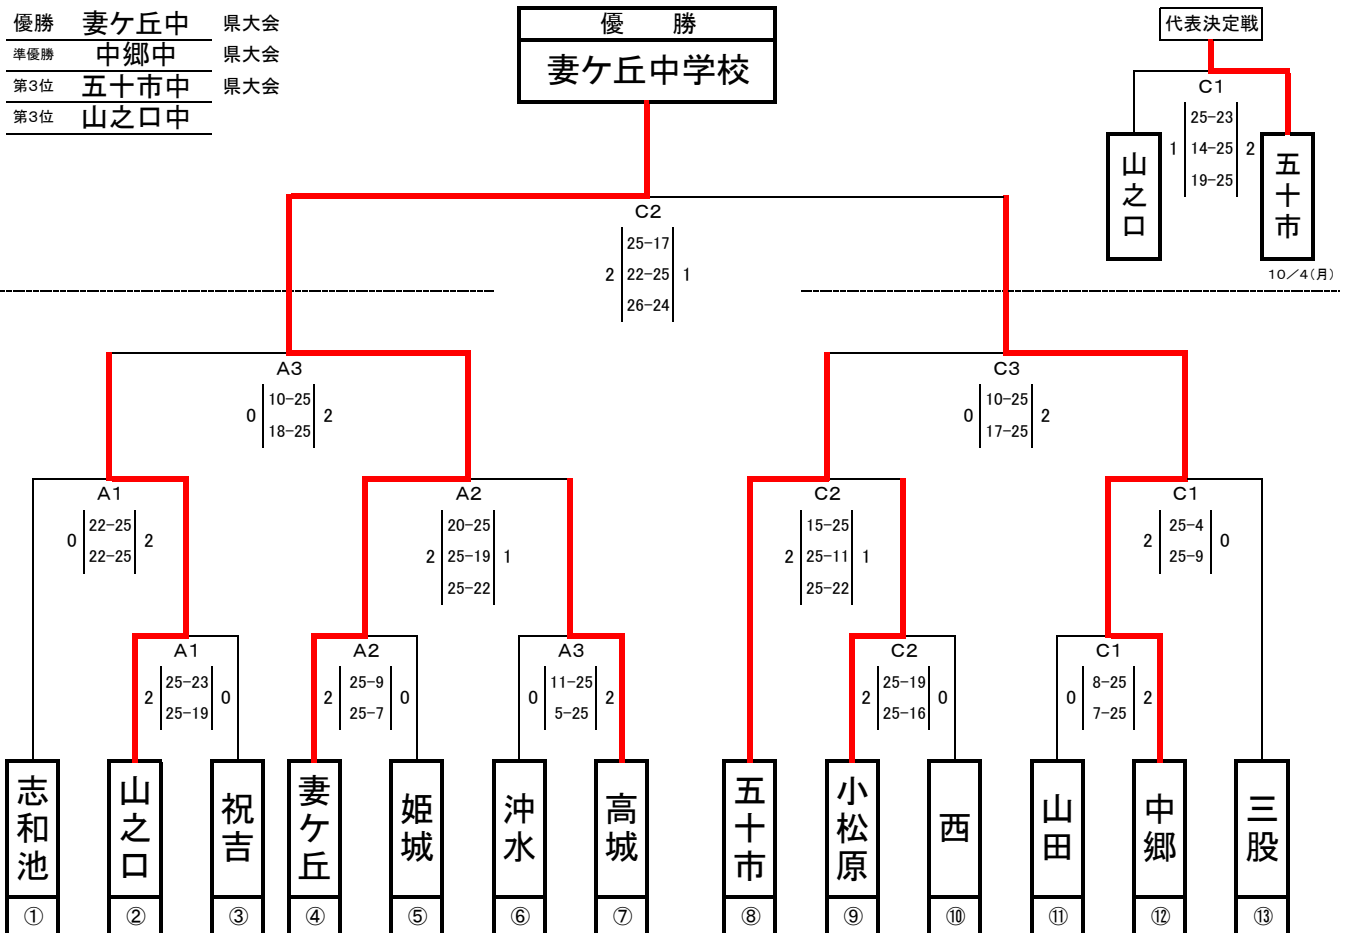 優勝 妻ケ丘中 県大会
準優勝 中郷中 県大会
第3位 五十市中 県大会
第3位 山之口中
優　勝
妻ケ丘中学校
代表決定戦
C1
25-23
1 14-25 2
19-25
山之口
五十市
10/4(月)
C2
25-17
2 22-25 1
26-24
A3
10-25
0 2
18-25
C3
10-25
0 2
17-25
A1
22-25
0 2
22-25
A2
20-25
2 25-19 1
25-22
C2
15-25
2 25-11 1
25-22
C1
25-4
2 0
25-9
A1
25-23
2 0
25-19
A2
25-9
2 0
25-7
A3
11-25
0 2
5-25
C2
25-19
2 0
25-16
C1
8-25
0 2
7-25
志和池
山之口
祝吉
妻ケ丘
姫城
沖水
高城
五十市
小松原
西
山田
中郷
三股
① ② ③ ④ ⑤ ⑥ ⑦ ⑧ ⑨ ⑩ ⑪ ⑫ ⑬